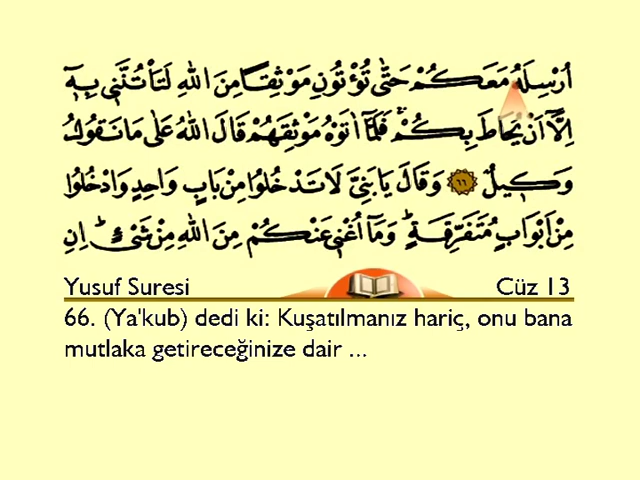 اُرْسِلَهُ مَعَكُمْ حَتّٰى تُؤْتُونِ مَوْثِقًا مِنَ اللّٰهِ لَتَأْتُنَّنٖى بِهٖٓ
اِلَّٓا اَنْ يُحَاطَ بِكُمْۚ فَلَمَّٓا اٰتَوْهُ مَوْثِقَهُمْ قَالَ اللّٰهُ عَلٰى مَا نَقُولُ
وَكٖيلٌ ﴿٦٦﴾ وَقَالَ يَا بَنِىَّ لَا تَدْخُلُوا مِنْ بَابٍ وَاحِدٍ وَادْخُلُوا
مِنْ اَبْوَابٍ مُتَفَرِّقَةٍؕ وَمَٓا اُغْنٖى عَنْكُمْ مِنَ اللّٰهِ مِنْ شَىْءٍؕ اِنِ
Yusuf Suresi Cüz 13
66. (Ya'kub) dedi ki: Kuşatılmanız hariç, onu bana
mutlaka getireceğinize dair ...